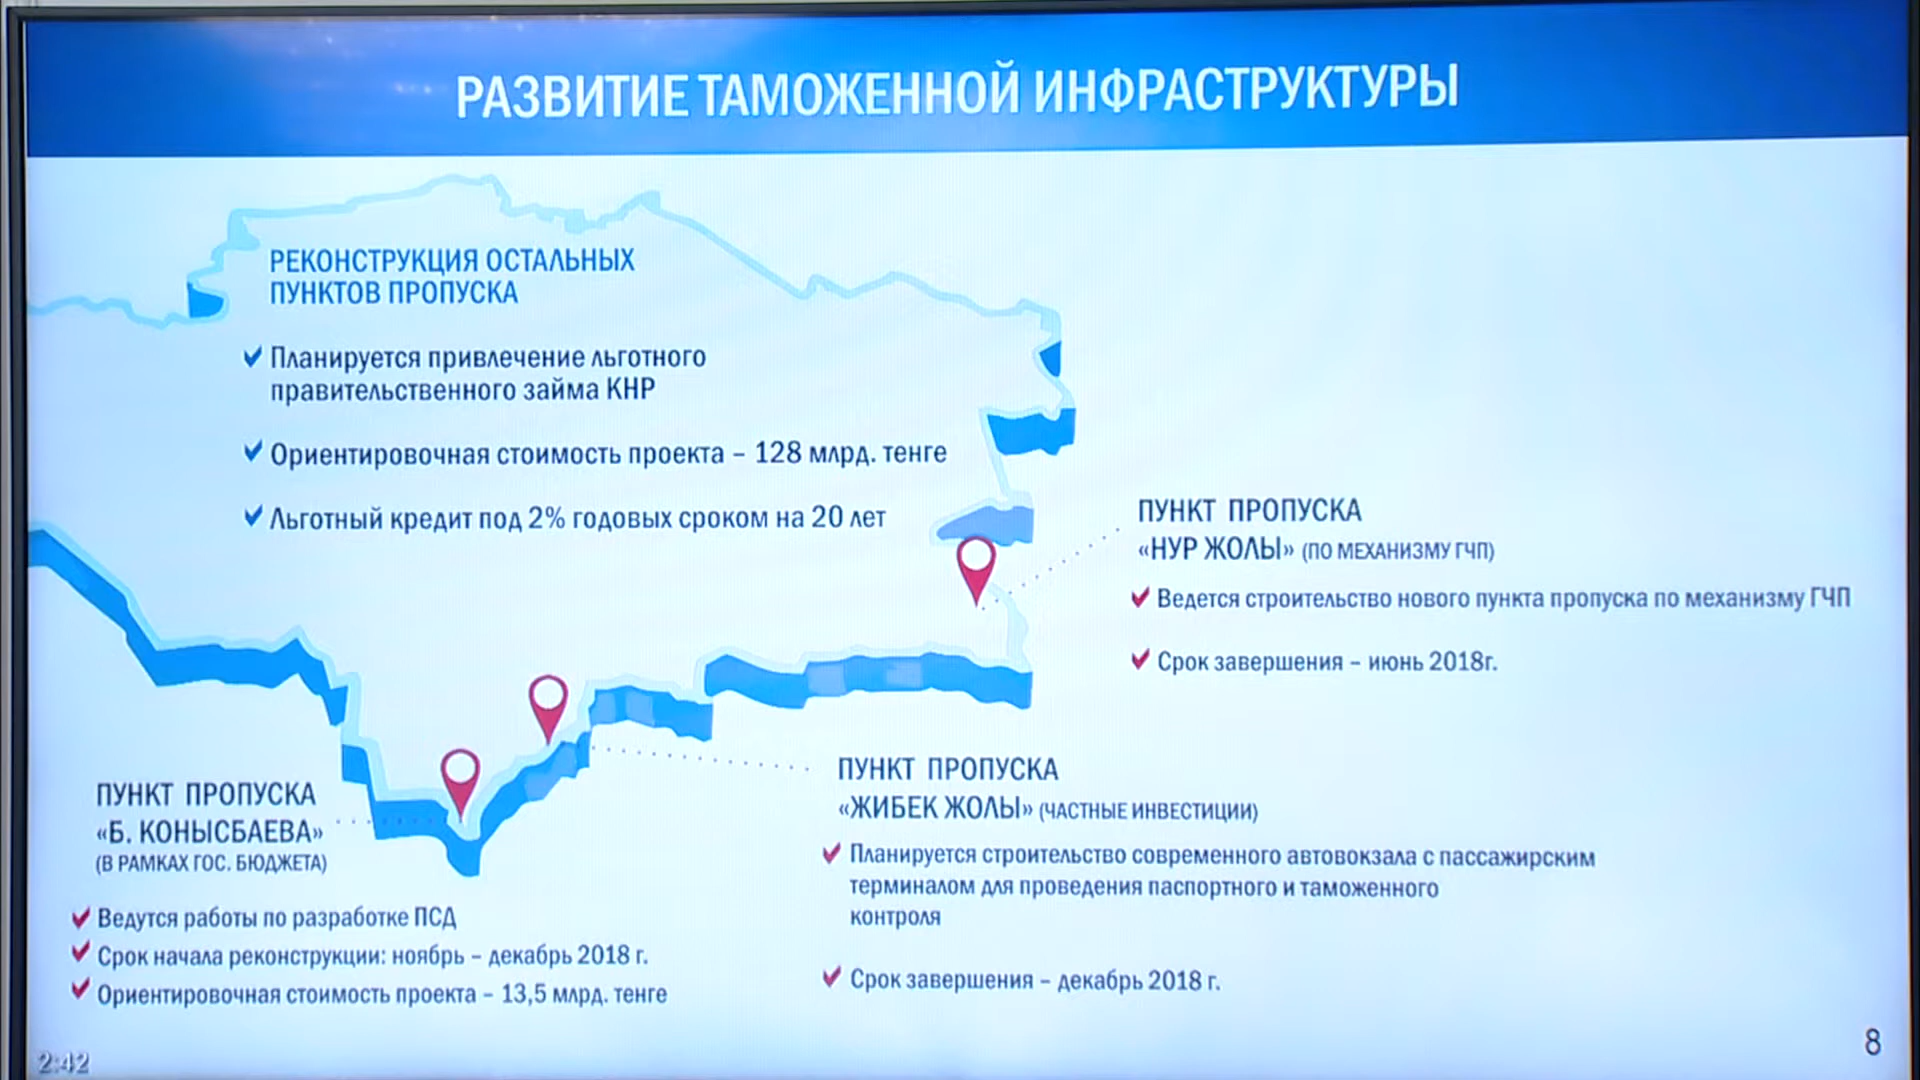 РАЗВИТИЕ ТАМОЖЕННОЙ ИНФРАСТРУКТУРЫ
РЕКОНСТРУКЦИЯ ОСТАЛЬНЫХ
ПУНКТОВ ПРОПУСКА
Планируется привлечение льготного
правительственного займа КНР
Ориентировочная стоимость проекта – 128 млрд. тенге
Льготный кредит под 2% годовых сроком на 20 лет
ПУНКТ ПРОПУСКА
«НУР ЖОЛЫ» (ПО МЕХАНИЗМУ ГЧП)
Ведется строительство нового пункта пропуска по механизму ГЧП
Срок завершения – июнь 2018г.
ПУНКТ ПРОПУСКА
«ЖИБЕК ЖОЛЫ» (ЧАСТНЫЕ ИНВЕСТИЦИИ)
Планируется строительство современного автовокзала с пассажирским
терминалом для проведения паспортного и таможенного
контроля
Срок завершения – декабрь 2018 г.
ПУНКТ ПРОПУСКА
«Б. КОНЫСБАЕВА»
(В РАМКАХ ГОС. БЮДЖЕТА)
Ведутся работы по разработке ПСД
Срок начала реконструкции: ноябрь – декабрь 2018 г.
Ориентировочная стоимость проекта – 13,5 млрд. тенге
2:42
8